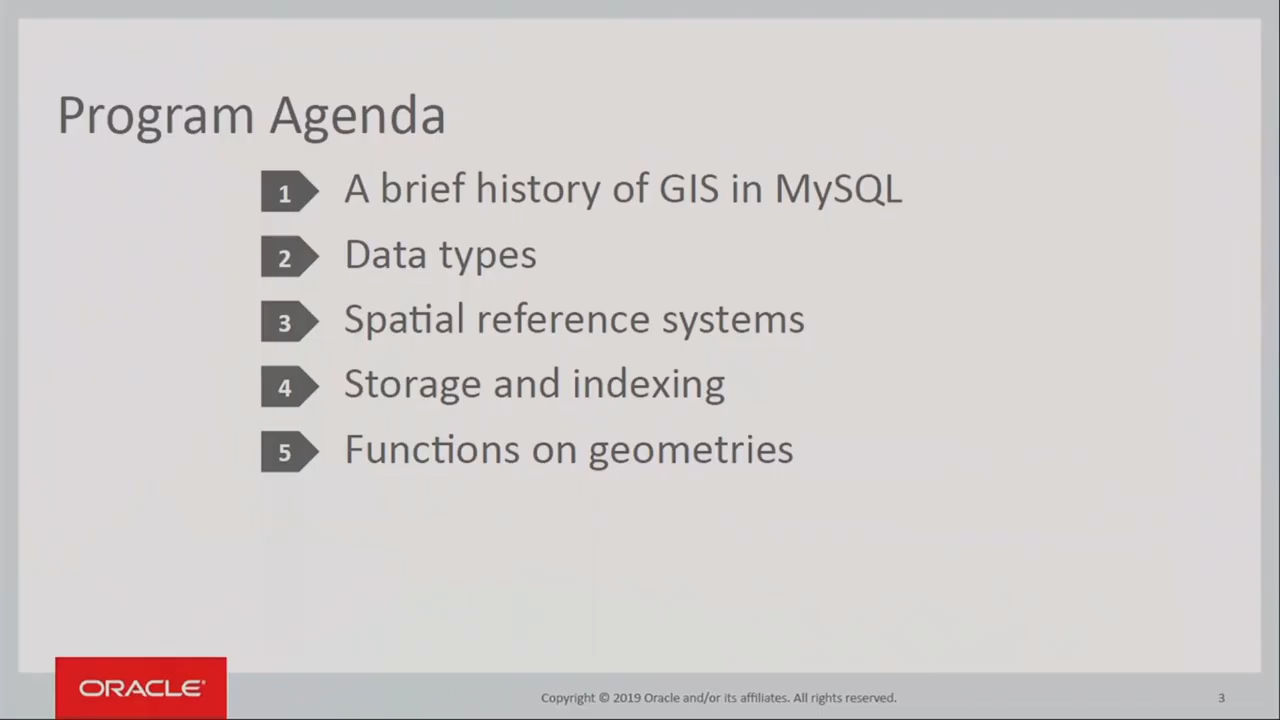 Program Agenda
1 A brief history of GIS in MySQL
2 Data types
3 Spatial reference systems
4 Storage and indexing
5 Functions on geometries
ORACLE®
Copyright © 2019 Oracle and/or its affiliates. All rights reserved.
3